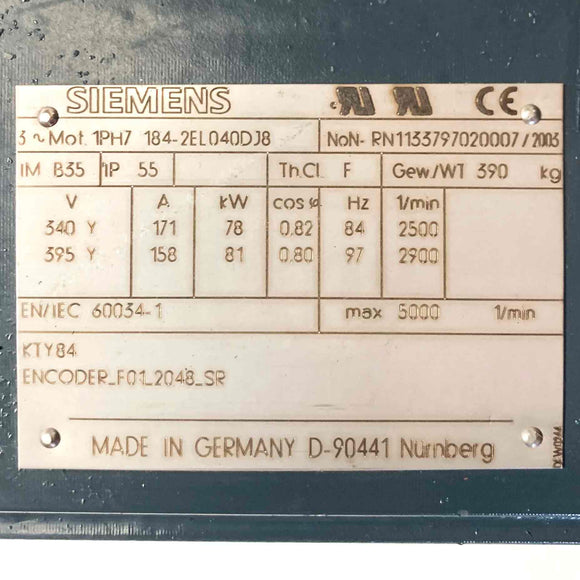 SIEMENS CE
3 ~ Mot. 1PH7 184-2EL040DJ8 NoN- RN1133797020007 / 2003
IM B35 IP 55 Th.Cl. F Gew./WT 390 kg
V A kW cos φ Hz 1/min
340 Y 171 78 0,82 84 2500
395 Y 158 81 0,80 97 2900
EN/IEC 60034-1 max 5000 1/min
KTY84
ENCODER_F01_2048_SR
MADE IN GERMANY D-90441 Nürnberg